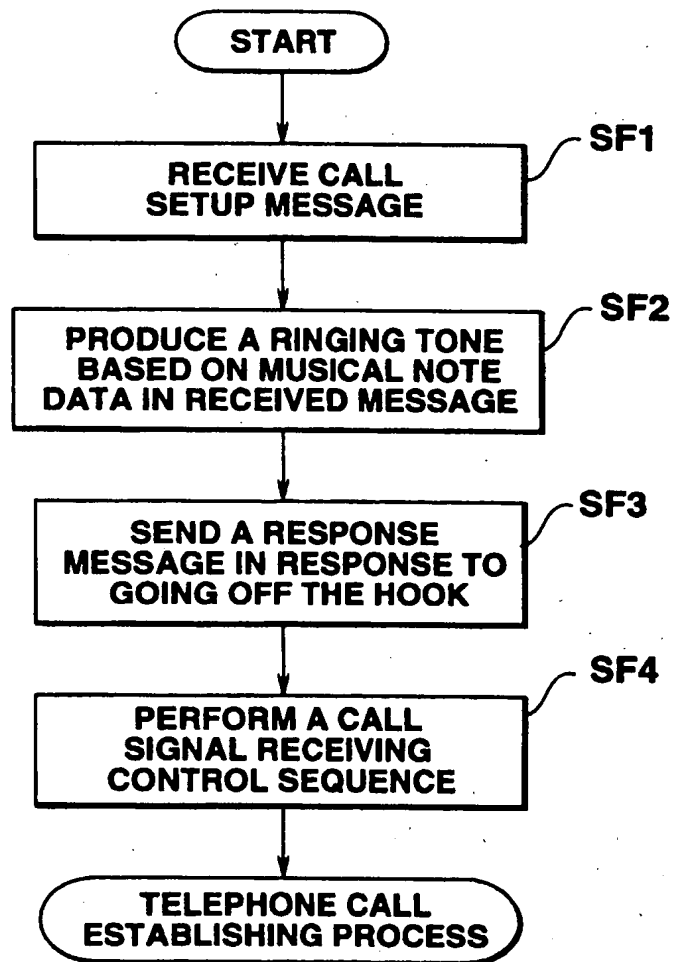 START
SF1
RECEIVE CALL
SETUP MESSAGE
SF2
PRODUCE A RINGING TONE
BASED ON MUSICAL NOTE
DATA IN RECEIVED MESSAGE
SF3
SEND A RESPONSE
MESSAGE IN RESPONSE TO
GOING OFF THE HOOK
SF4
PERFORM A CALL
SIGNAL RECEIVING
CONTROL SEQUENCE
TELEPHONE CALL
ESTABLISHING PROCESS